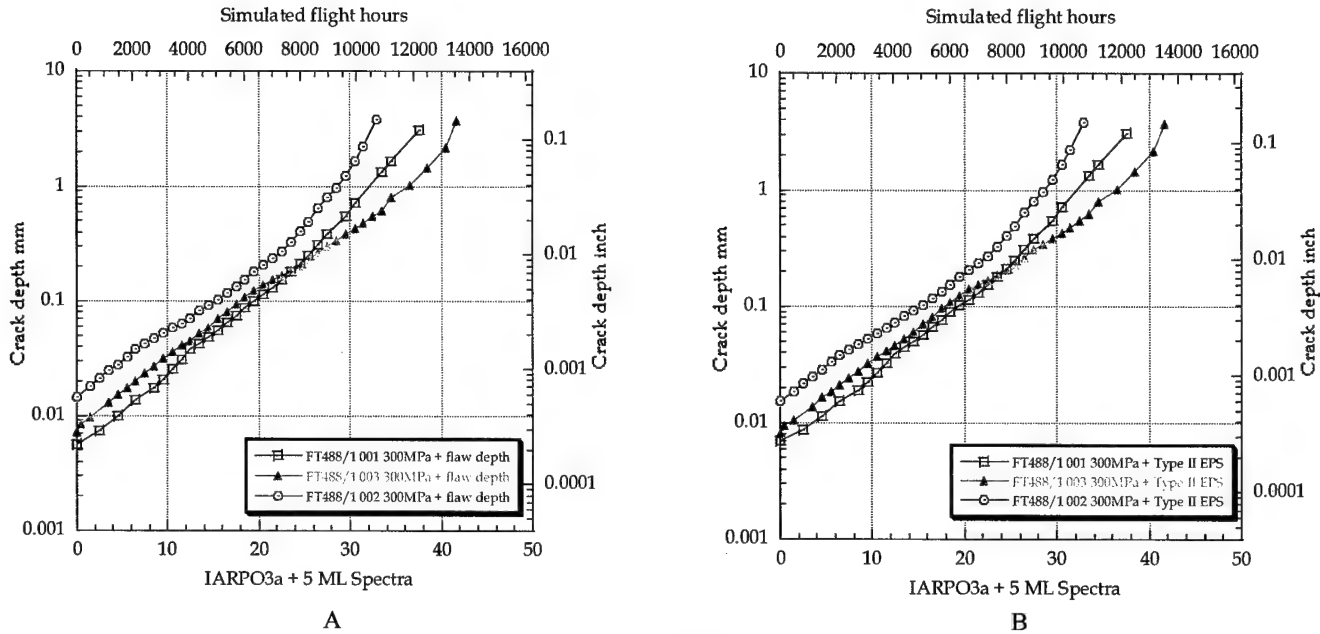 Simulated flight hours
0 2000 4000 6000 8000 10000 12000 14000 16000
Crack depth mm
10
1
0.1
0.01
0.001
Crack depth inch
0.1
0.01
0.001
0.0001
FT488/1 001 300MPa + flaw depth
FT488/1 003 300MPa + flaw depth
FT488/1 002 300MPa + flaw depth
0 10 20 30 40 50
IARPO3a + 5 ML Spectra
A
Simulated flight hours
0 2000 4000 6000 8000 10000 12000 14000 16000
Crack depth mm
10
1
0.1
0.01
0.001
Crack depth inch
0.1
0.01
0.001
0.0001
FT488/1 001 300MPa + Type II EPS
FT488/1 003 300MPa + Type II EPS
FT488/1 002 300MPa + Type II EPS
0 10 20 30 40 50
IARPO3a + 5 ML Spectra
B